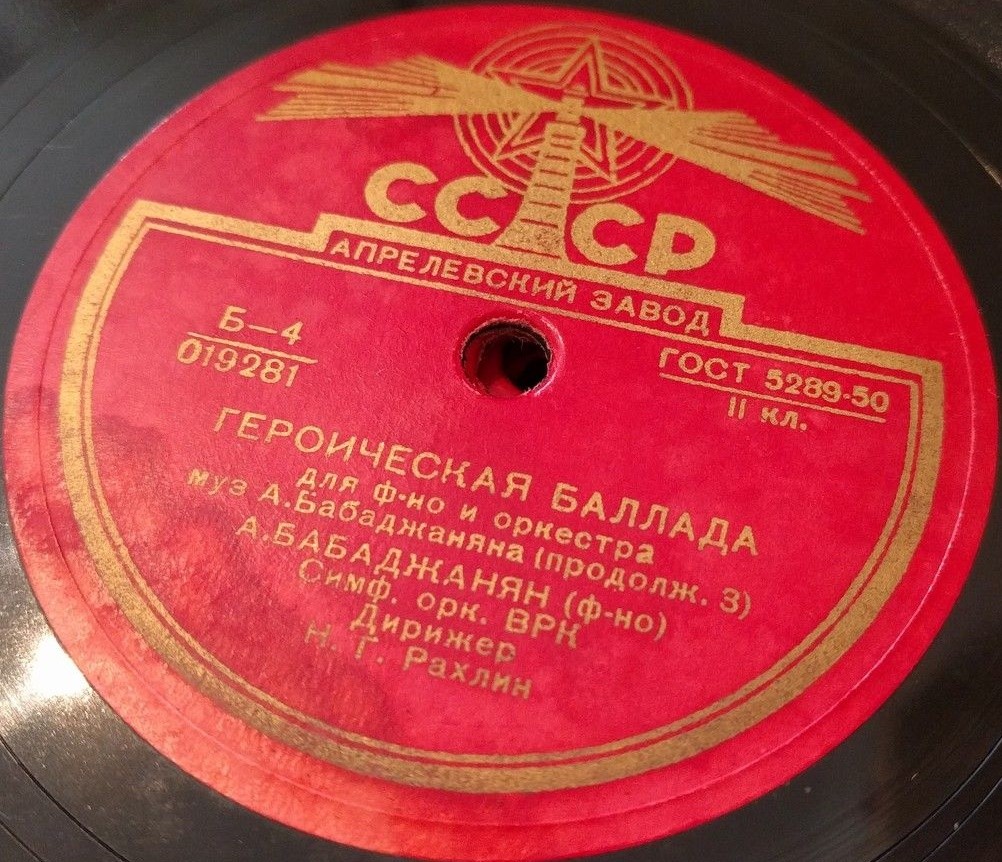 СССР
АПРЕЛЕВСКИЙ ЗАВОД
Б—4
019281
ГОСТ 5289-50
II кл.
ГЕРОИЧЕСКАЯ БАЛЛАДА
для ф-но и оркестра
муз А.Бабаджаняна (продолж. 3)
А.БАБАДЖАНЯН (ф-но)
Симф. орк. ВРК
Дирижер
Н. Г. Рахлин